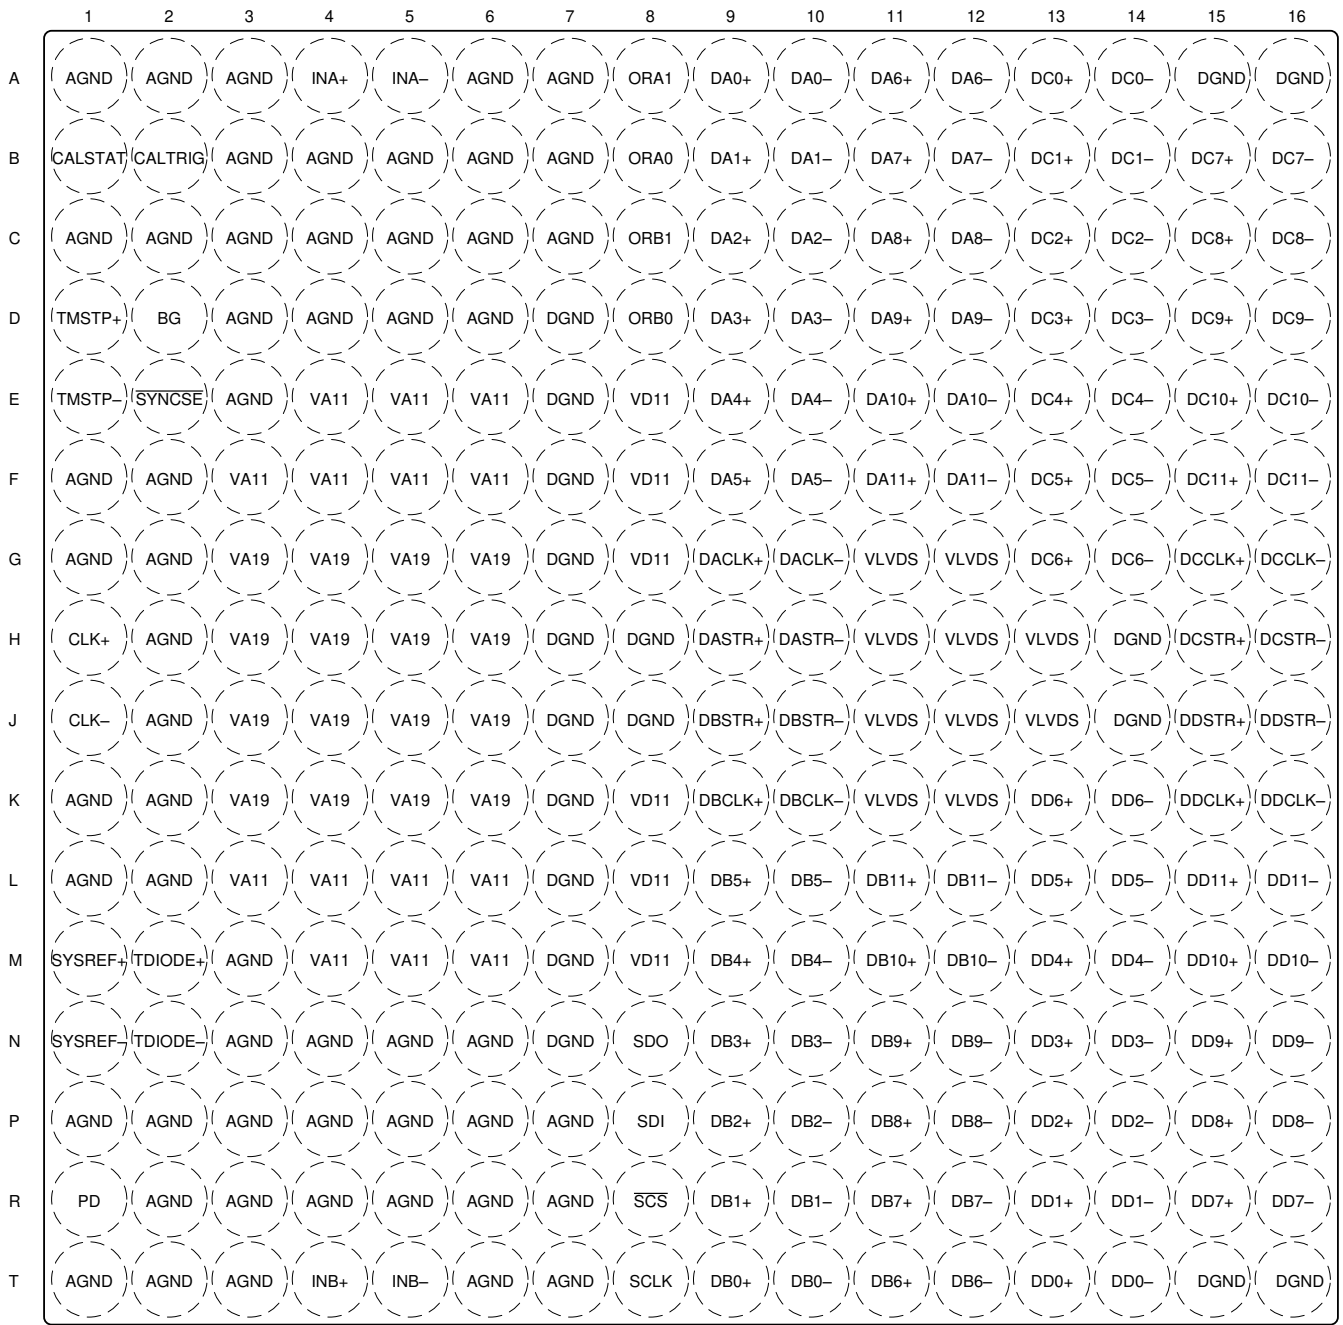 1 2 3 4 5 6 7 8 9 10 11 12 13 14 15 16
A AGND AGND AGND INA+ INA– AGND AGND ORA1 DA0+ DA0– DA6+ DA6– DC0+ DC0– DGND DGND
B CALSTAT CALTRIG AGND AGND AGND AGND AGND ORA0 DA1+ DA1– DA7+ DA7– DC1+ DC1– DC7+ DC7–
C AGND AGND AGND AGND AGND AGND AGND ORB1 DA2+ DA2– DA8+ DA8– DC2+ DC2– DC8+ DC8–
D TMSTP+ BG AGND AGND AGND AGND DGND ORB0 DA3+ DA3– DA9+ DA9– DC3+ DC3– DC9+ DC9–
E TMSTP– SYNCSE AGND VA11 VA11 VA11 DGND VD11 DA4+ DA4– DA10+ DA10– DC4+ DC4– DC10+ DC10–
F AGND AGND VA11 VA11 VA11 VA11 DGND VD11 DA5+ DA5– DA11+ DA11– DC5+ DC5– DC11+ DC11–
G AGND AGND VA19 VA19 VA19 VA19 DGND VD11 DACLK+ DACLK– VLVDS VLVDS DC6+ DC6– DCCLK+ DCCLK–
H CLK+ AGND VA19 VA19 VA19 VA19 DGND DGND DASTR+ DASTR– VLVDS VLVDS VLVDS DGND DCSTR+ DCSTR–
J CLK– AGND VA19 VA19 VA19 VA19 DGND DGND DBSTR+ DBSTR– VLVDS VLVDS VLVDS DGND DDSTR+ DDSTR–
K AGND AGND VA19 VA19 VA19 VA19 DGND VD11 DBCLK+ DBCLK– VLVDS VLVDS DD6+ DD6– DDCLK+ DDCLK–
L AGND AGND VA11 VA11 VA11 VA11 DGND VD11 DB5+ DB5– DB11+ DB11– DD5+ DD5– DD11+ DD11–
M SYSREF+ TDIODE+ AGND VA11 VA11 VA11 DGND VD11 DB4+ DB4– DB10+ DB10– DD4+ DD4– DD10+ DD10–
N SYSREF– TDIODE– AGND AGND AGND AGND DGND SDO DB3+ DB3– DB9+ DB9– DD3+ DD3– DD9+ DD9–
P AGND AGND AGND AGND AGND AGND AGND SDI DB2+ DB2– DB8+ DB8– DD2+ DD2– DD8+ DD8–
R PD AGND AGND AGND AGND AGND AGND SCS DB1+ DB1– DB7+ DB7– DD1+ DD1– DD7+ DD7–
T AGND AGND AGND INB+ INB– AGND AGND SCLK DB0+ DB0– DB6+ DB6– DD0+ DD0– DGND DGND